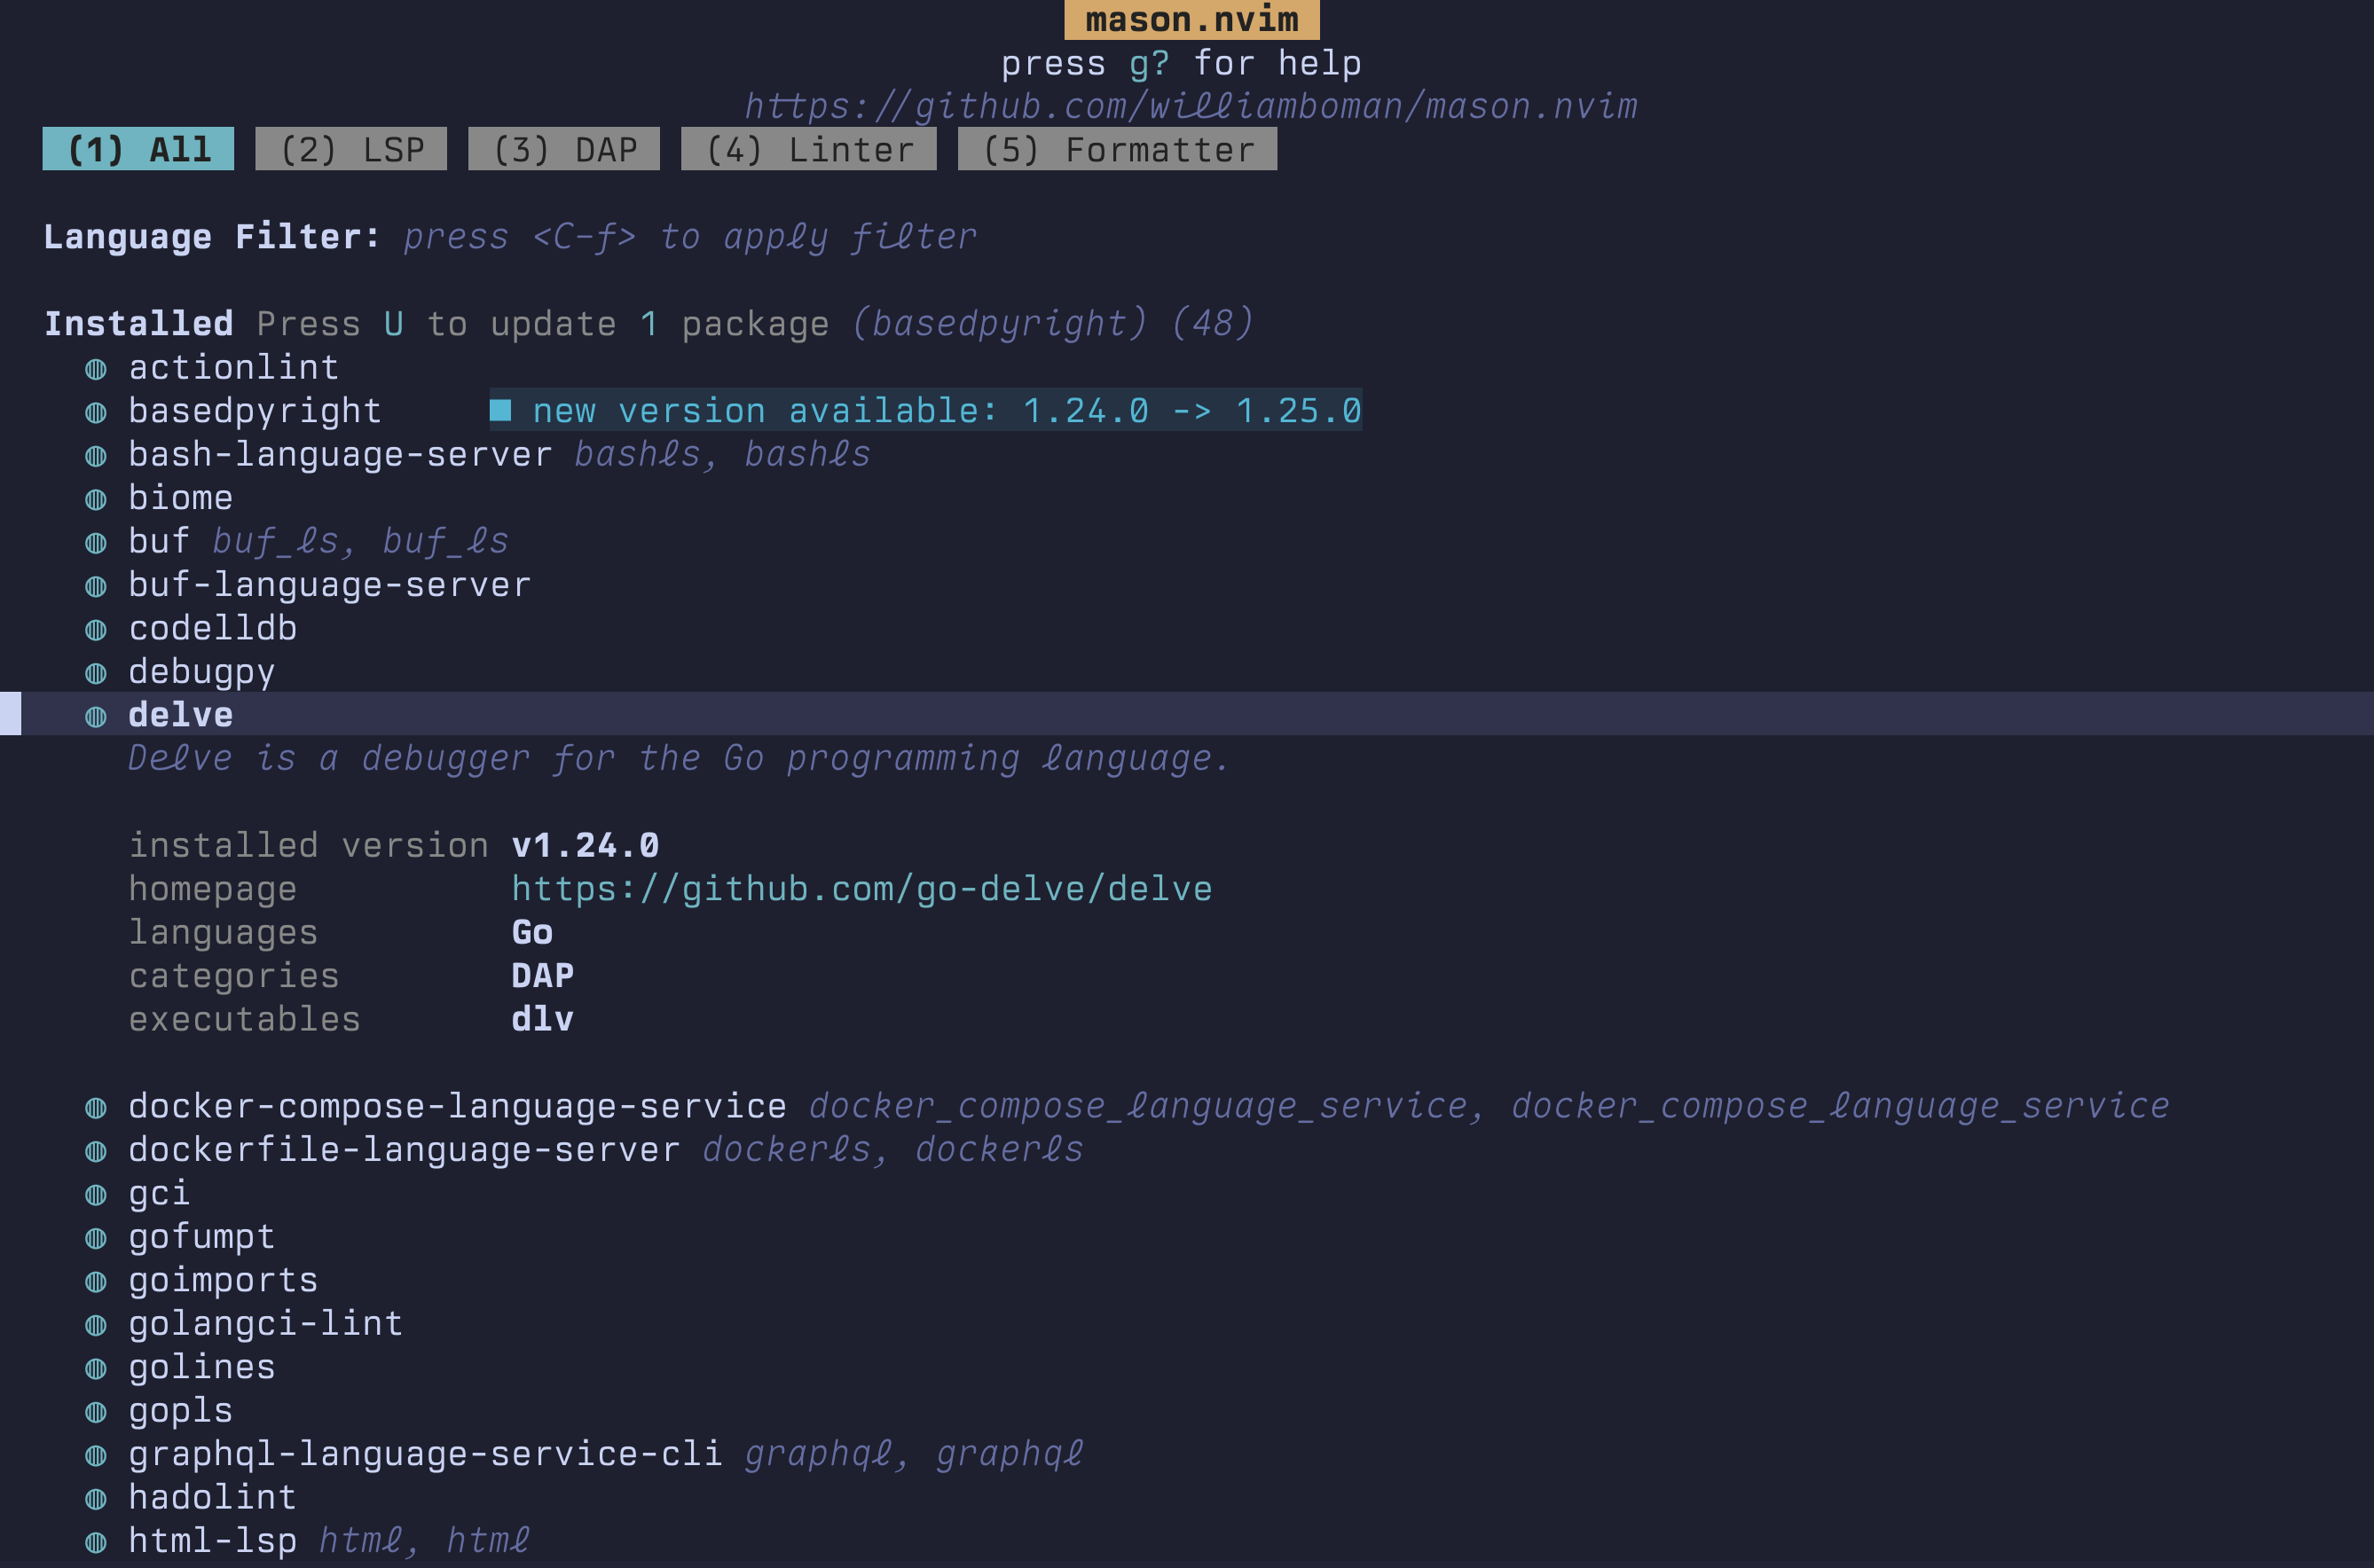 mason.nvim
press g? for help
https://github.com/williamboman/mason.nvim
(1) All (2) LSP (3) DAP (4) Linter (5) Formatter
Language Filter: press <C-f> to apply filter
Installed Press U to update 1 package (basedpyright) (48)
◍ actionlint
◍ basedpyright ■ new version available: 1.24.0 -> 1.25.0
◍ bash-language-server bashls, bashls
◍ biome
◍ buf buf_ls, buf_ls
◍ buf-language-server
◍ codelldb
◍ debugpy
◍ delve
Delve is a debugger for the Go programming language.
installed version v1.24.0
homepage https://github.com/go-delve/delve
languages Go
categories DAP
executables dlv
◍ docker-compose-language-service docker_compose_language_service, docker_compose_language_service
◍ dockerfile-language-server dockerls, dockerls
◍ gci
◍ gofumpt
◍ goimports
◍ golangci-lint
◍ golines
◍ gopls
◍ graphql-language-service-cli graphql, graphql
◍ hadolint
◍ html-lsp html, html